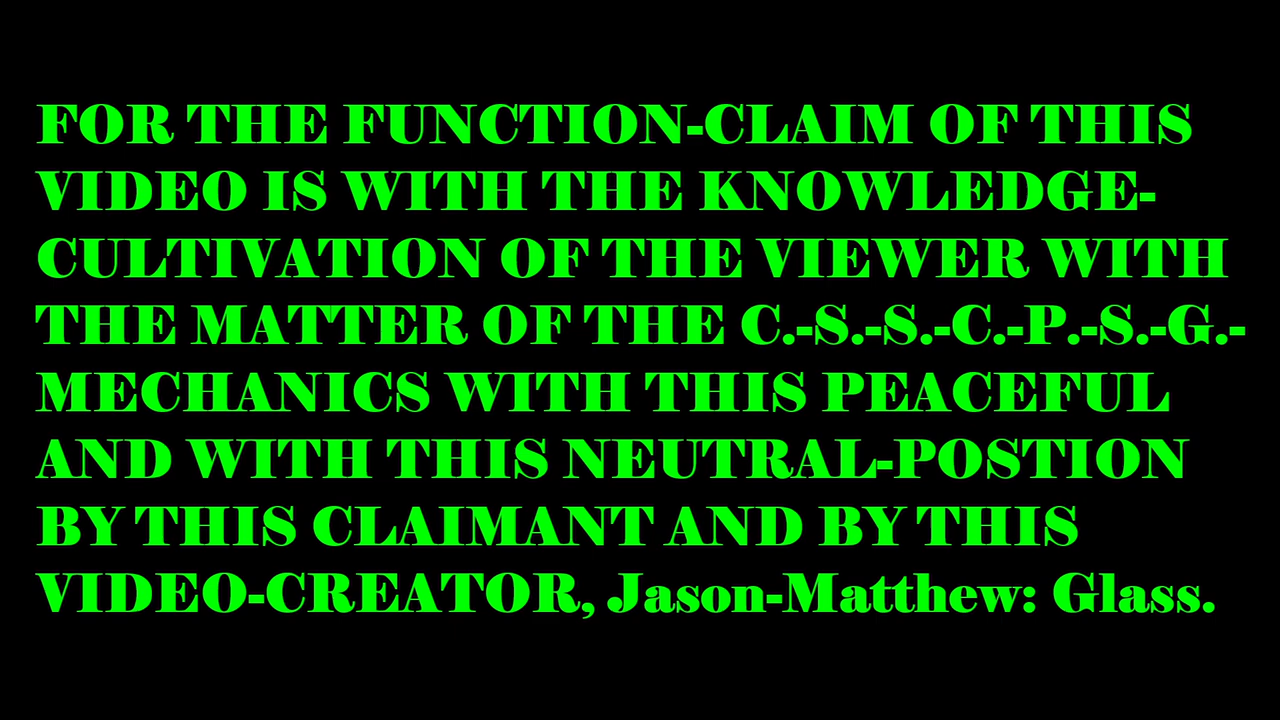 FOR THE FUNCTION-CLAIM OF THIS
VIDEO IS WITH THE KNOWLEDGE-
CULTIVATION OF THE VIEWER WITH
THE MATTER OF THE C.-S.-S.-C.-P.-S.-G.-
MECHANICS WITH THIS PEACEFUL
AND WITH THIS NEUTRAL-POSTION
BY THIS CLAIMANT AND BY THIS
VIDEO-CREATOR, Jason-Matthew: Glass.